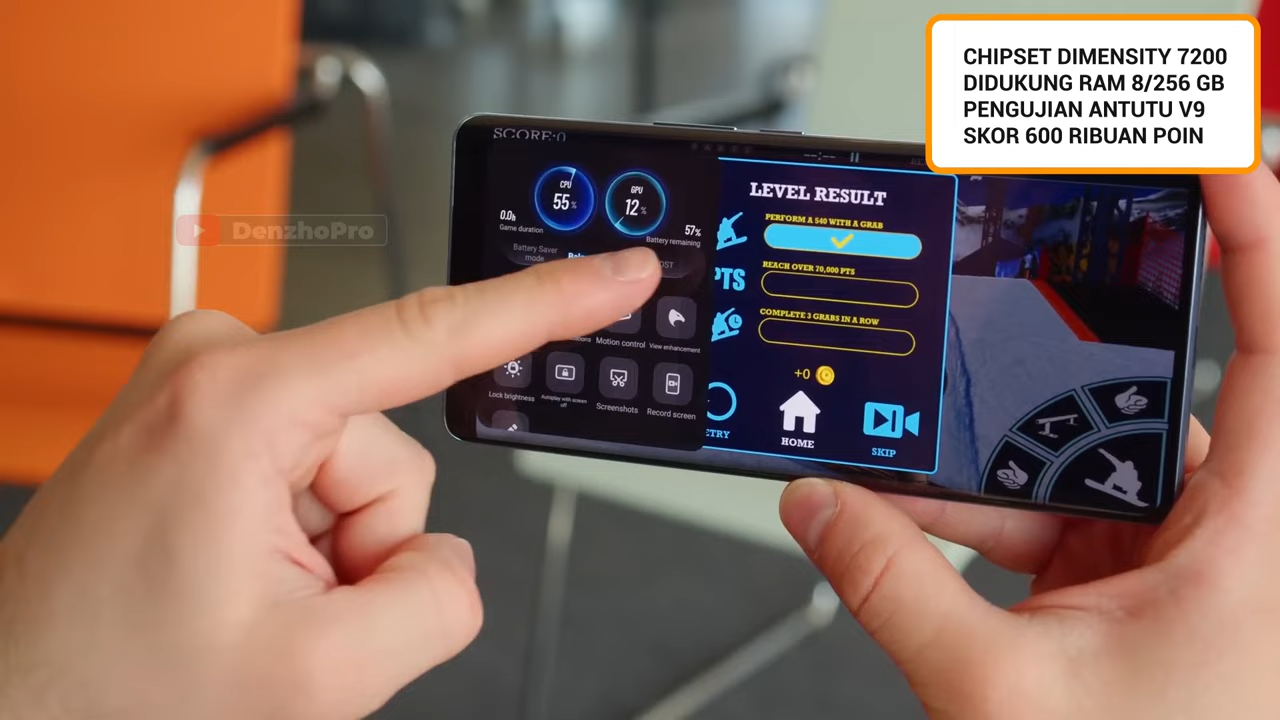 CHIPSET DIMENSITY 7200
DIDUKUNG RAM 8/256 GB
PENGUJIAN ANTUTU V9
SKOR 600 RIBUAN POIN
DenzhoPro
SCORE:0
CPU
55%
GPU
12%
0.0h
Game duration
57%
Battery remaining
Battery Saver
mode
Motion control
View enhancement
Lock brightness
Autoplay with screen
off
Screenshots
Record screen
LEVEL RESULT
PERFORM A 540 WITH A GRAB
REACH OVER 70,000 PTS
PTS
COMPLETE 3 GRABS IN A ROW
+0
HOME
SKIP